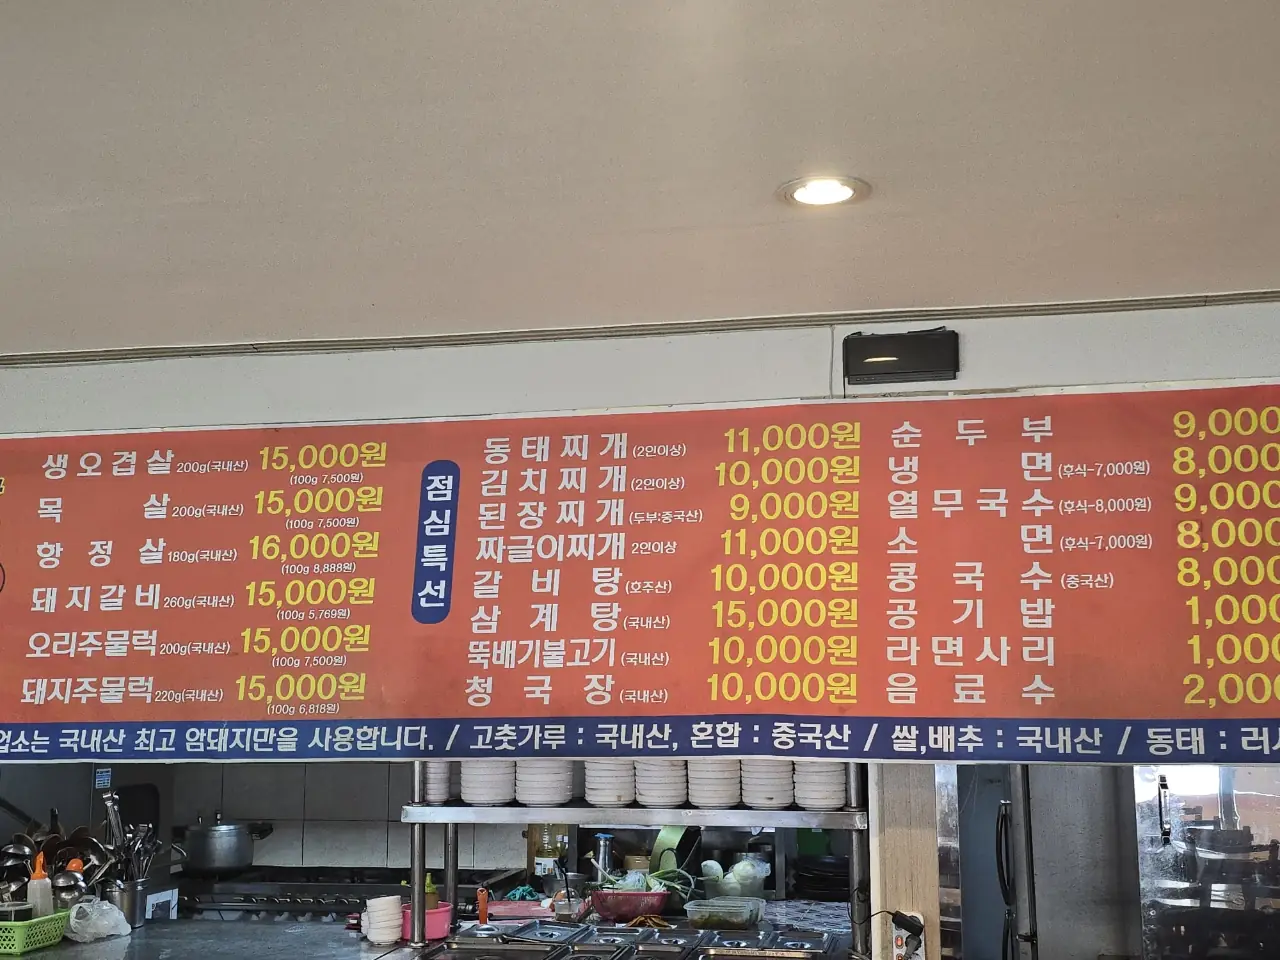 생오겹살 200g(국내산) 15,000원
(100g 7,500원)
목살 200g(국내산) 15,000원
(100g 7,500원)
항정살 180g(국내산) 16,000원
(100g 8,888원)
돼지갈비 260g(국내산) 15,000원
(100g 5,769원)
오리주물럭 200g(국내산) 15,000원
(100g 7,500원)
돼지주물럭 220g(국내산) 15,000원
(100g 6,818원)
점심특선
동태찌개 (2인이상) 11,000원
김치찌개 (2인이상) 10,000원
된장찌개 (두부:중국산) 9,000원
짜글이찌개 2인이상 11,000원
갈비탕 (호주산) 10,000원
삼계탕 (국내산) 15,000원
뚝배기불고기 (국내산) 10,000원
청국장 (국내산) 10,000원
순두부 9,000
냉면 (후식-7,000원) 8,000
열무국수 (후식-8,000원) 9,000
소면 (후식-7,000원) 8,000
콩국수 (중국산) 8,000
공기밥 1,000
라면사리 1,000
음료수 2,000
업소는 국내산 최고 암돼지만을 사용합니다. / 고춧가루 : 국내산, 혼합 : 중국산 / 쌀,배추 : 국내산 / 동태 : 러시